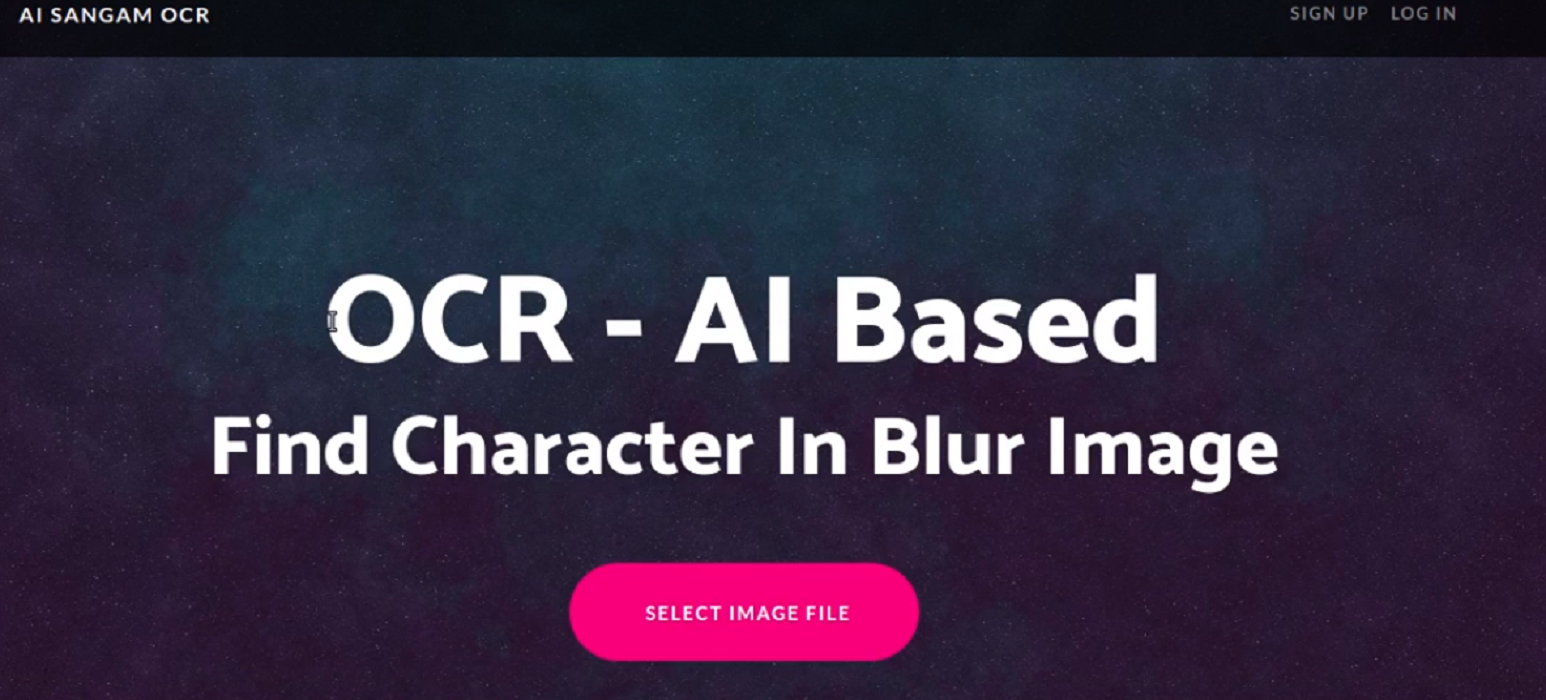 AI SANGAM OCR
SIGN UP LOG IN
OCR - AI Based
Find Character In Blur Image
SELECT IMAGE FILE